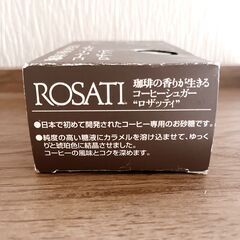 ROSATI
珈琲の香りが生きる
コーヒーシュガー
“ロザッティ”
●日本で初めて開発されたコーヒー専用のお砂糖です。
●純度の高い糖液にカラメルを溶け込ませて、ゆっく
りと琥珀色に結晶させました。
コーヒーの風味とコクを深めます。